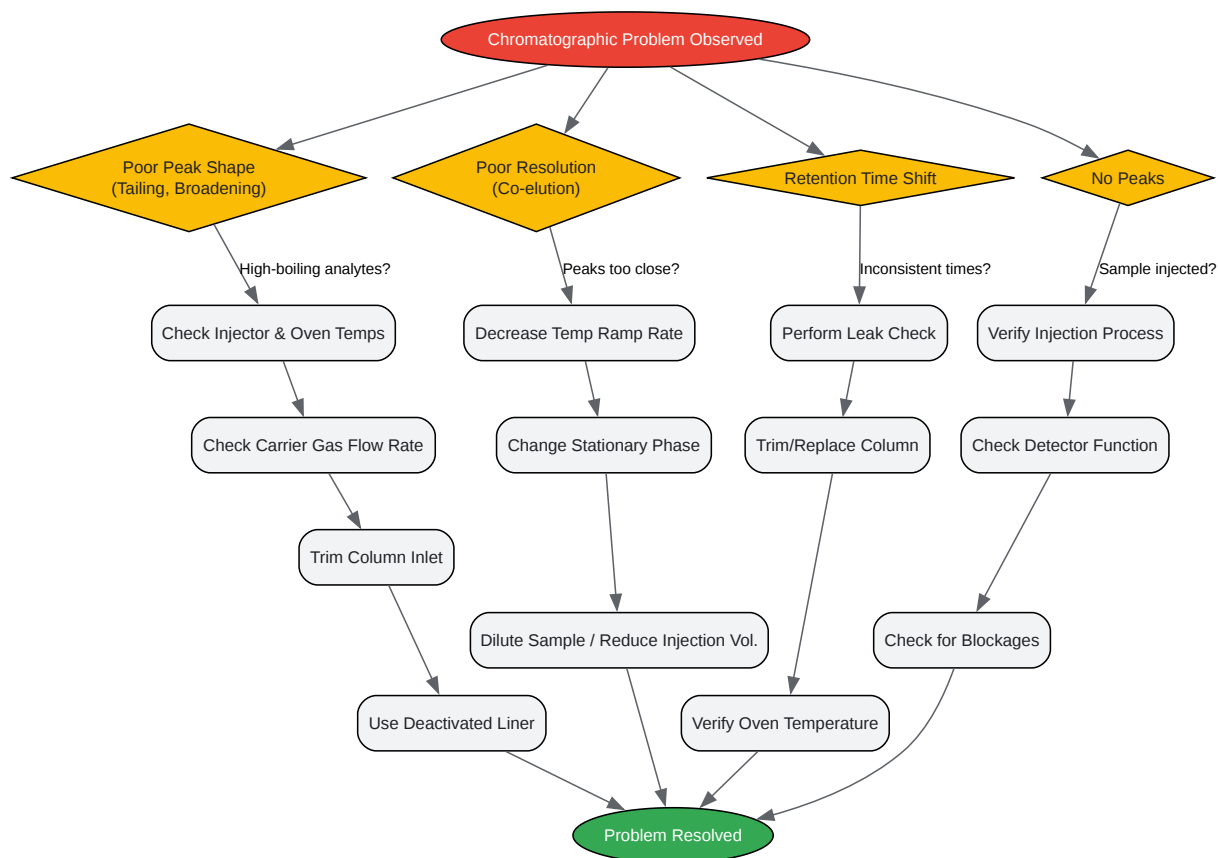 Chromatographic Problem Observed
Poor Peak Shape
(Tailing, Broadening)
Poor Resolution
(Co-elution)
Retention Time Shift
No Peaks
High-boiling analytes?
Peaks too close?
Inconsistent times?
Sample injected?
Check Injector & Oven Temps
Decrease Temp Ramp Rate
Perform Leak Check
Verify Injection Process
Check Carrier Gas Flow Rate
Change Stationary Phase
Trim/Replace Column
Check Detector Function
Trim Column Inlet
Dilute Sample / Reduce Injection Vol.
Check for Blockages
Use Deactivated Liner
Verify Oven Temperature
Problem Resolved